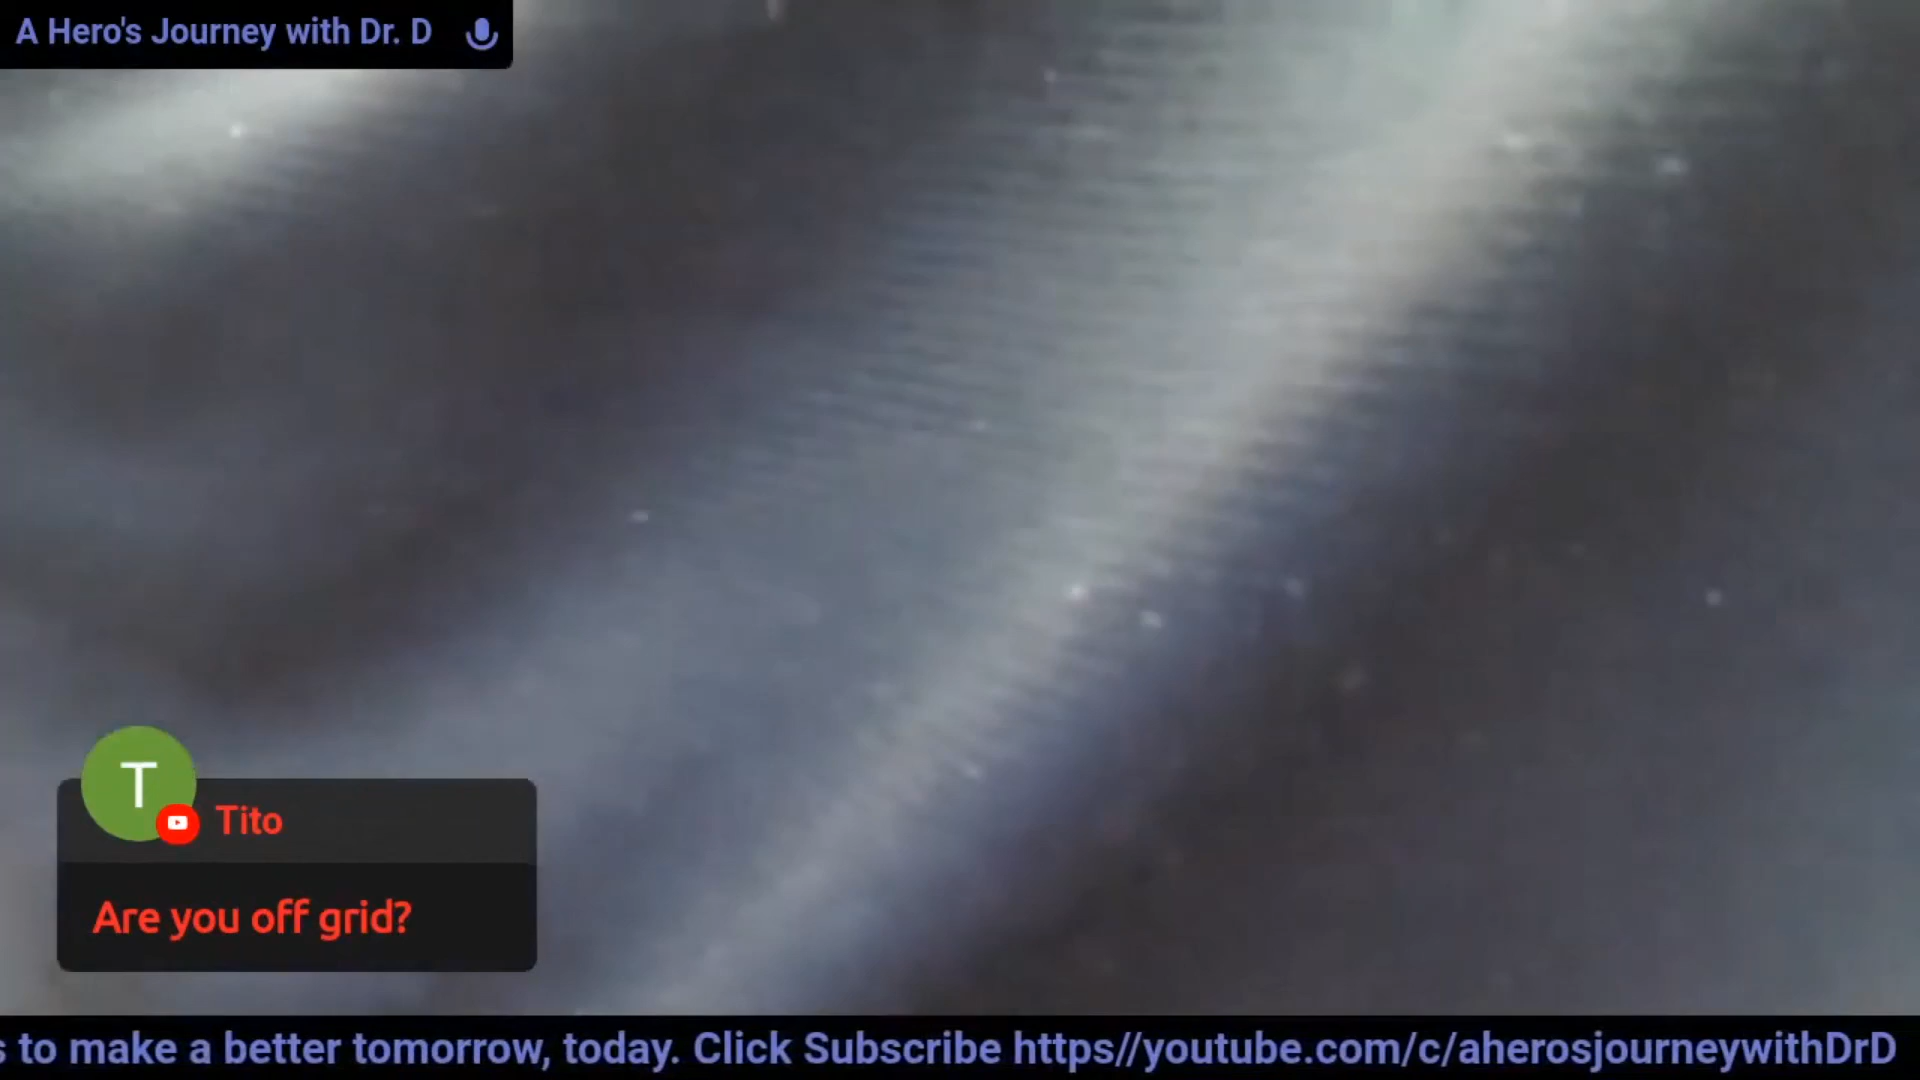 A Hero's Journey with Dr. D
T
Tito
Are you off grid?
to make a better tomorrow, today. Click Subscribe https//youtube.com/c/aherosjourneywithDrD